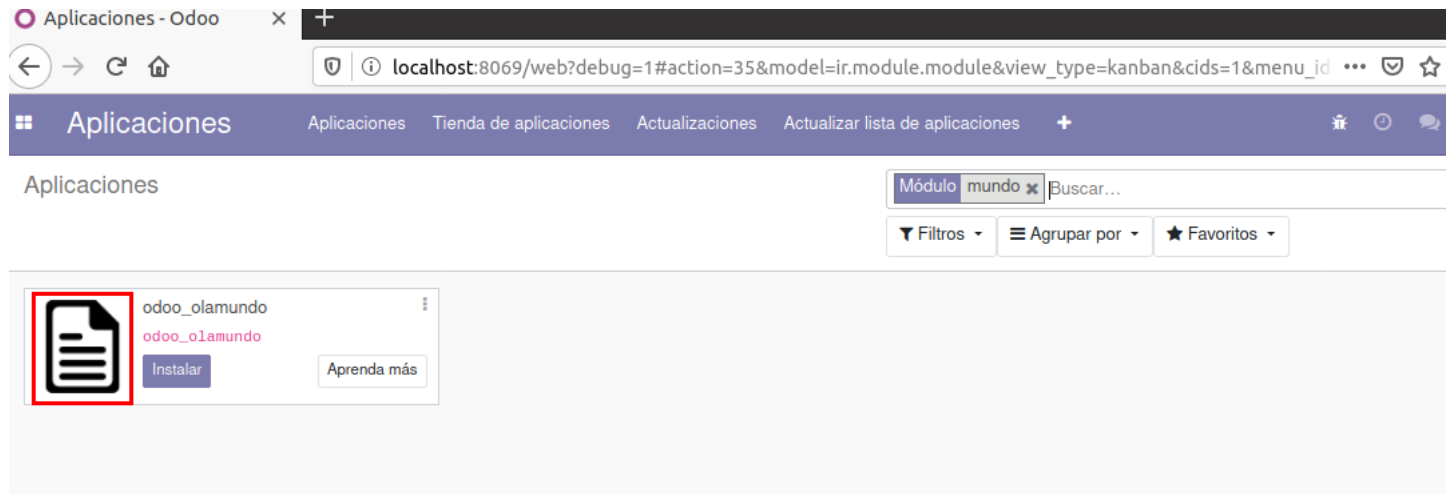 Aplicaciones - Odoo
localhost:8069/web?debug=1#action=35&model=ir.module.module&view_type=kanban&cids=1&menu_id
Aplicaciones Aplicaciones Tienda de aplicaciones Actualizaciones Actualizar lista de aplicaciones
Aplicaciones Módulo mundo Buscar...
Filtros Agrupar por Favoritos
odoo_olamundo
odoo_olamundo
Instalar Aprenda más